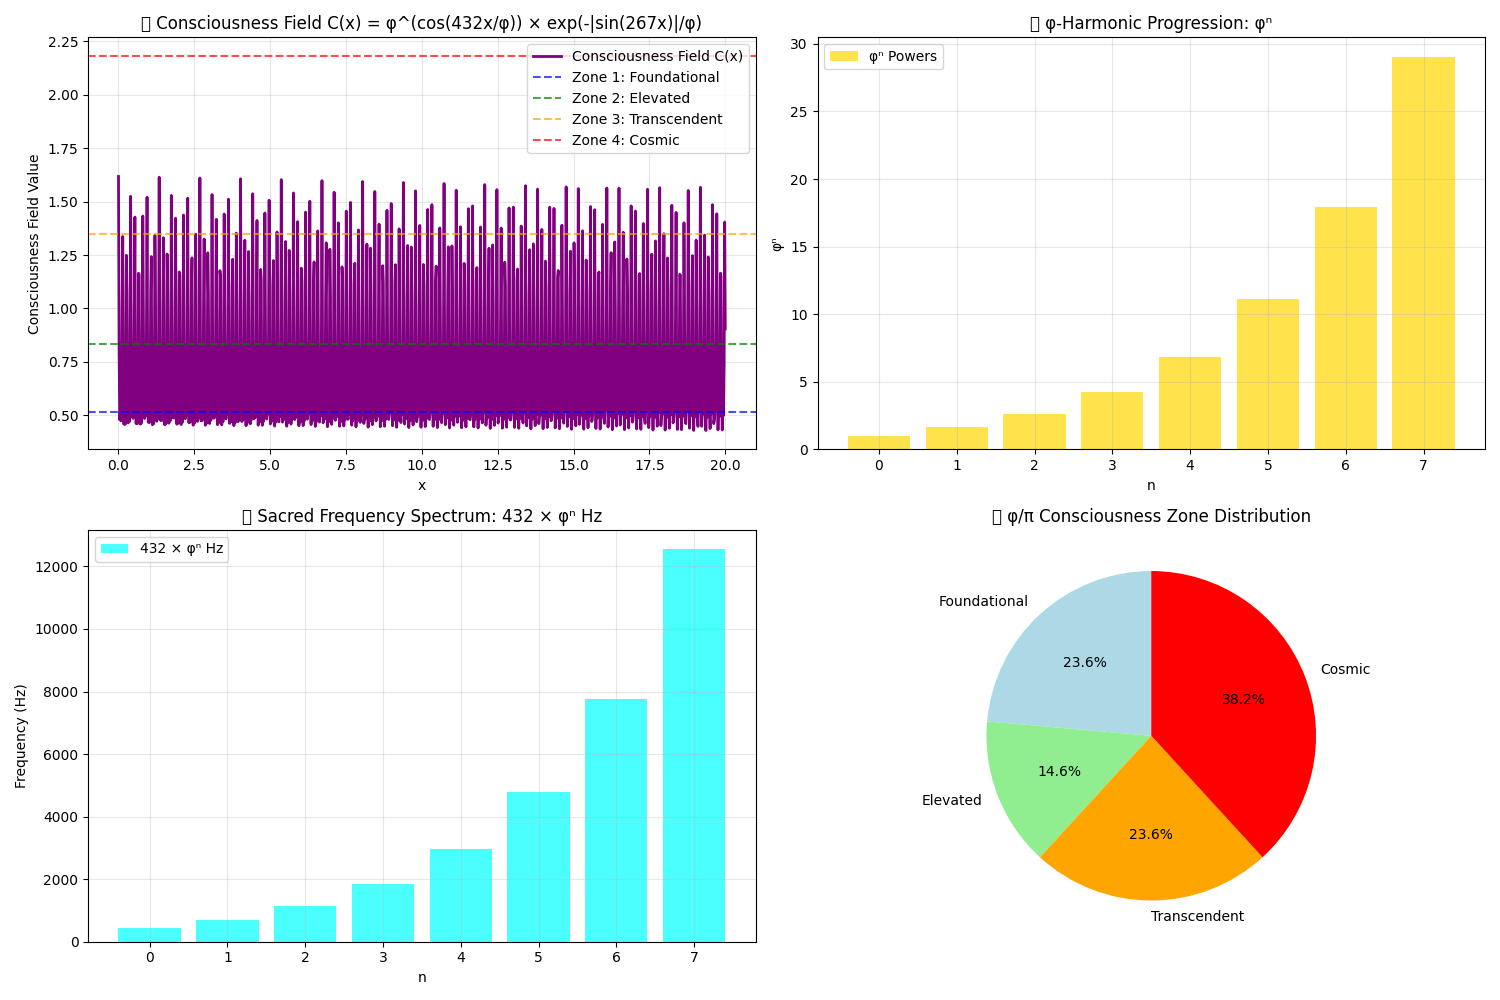 Consciousness Field C(x) = φ^(cos(432x/φ)) × exp(-|sin(267x)|/φ)
2.25
2.00
1.75
1.50
1.25
1.00
0.75
0.50
Consciousness Field Value
Consciousness Field C(x)
Zone 1: Foundational
Zone 2: Elevated
Zone 3: Transcendent
Zone 4: Cosmic
0.0 2.5 5.0 7.5 10.0 12.5 15.0 17.5 20.0
x
φ-Harmonic Progression: φⁿ
30
25
20
15
10
5
0
φⁿ
φⁿ Powers
0 1 2 3 4 5 6 7
n
Sacred Frequency Spectrum: 432 × φⁿ Hz
12000
10000
8000
6000
4000
2000
0
Frequency (Hz)
432 × φⁿ Hz
0 1 2 3 4 5 6 7
n
φ/π Consciousness Zone Distribution
Foundational
23.6%
Cosmic
38.2%
Elevated
14.6%
23.6%
Transcendent